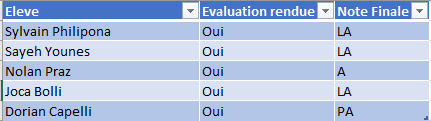 Eleve Evaluation rendue Note Finale
Sylvain Philipona Oui LA
Sayeh Younes Oui LA
Nolan Praz Oui A
Joca Bolli Oui LA
Dorian Capelli Oui PA